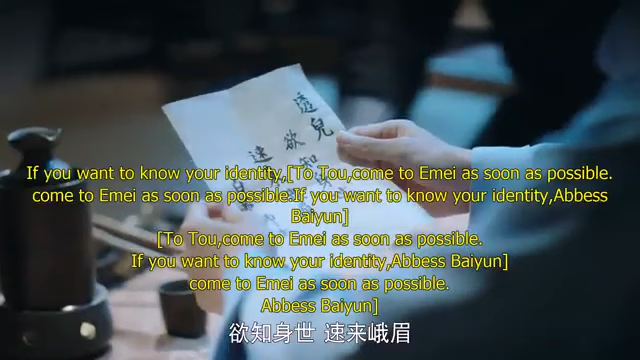 透兒
欲知
速
If you want to know your identity,[To Tou,come to Emei as soon as possible.
come to Emei as soon as possible.If you want to know your identity,Abbess
Baiyun]
[To Tou,come to Emei as soon as possible.
If you want to know your identity,Abbess Baiyun]
come to Emei as soon as possible.
Abbess Baiyun]
欲知身世 速来峨眉